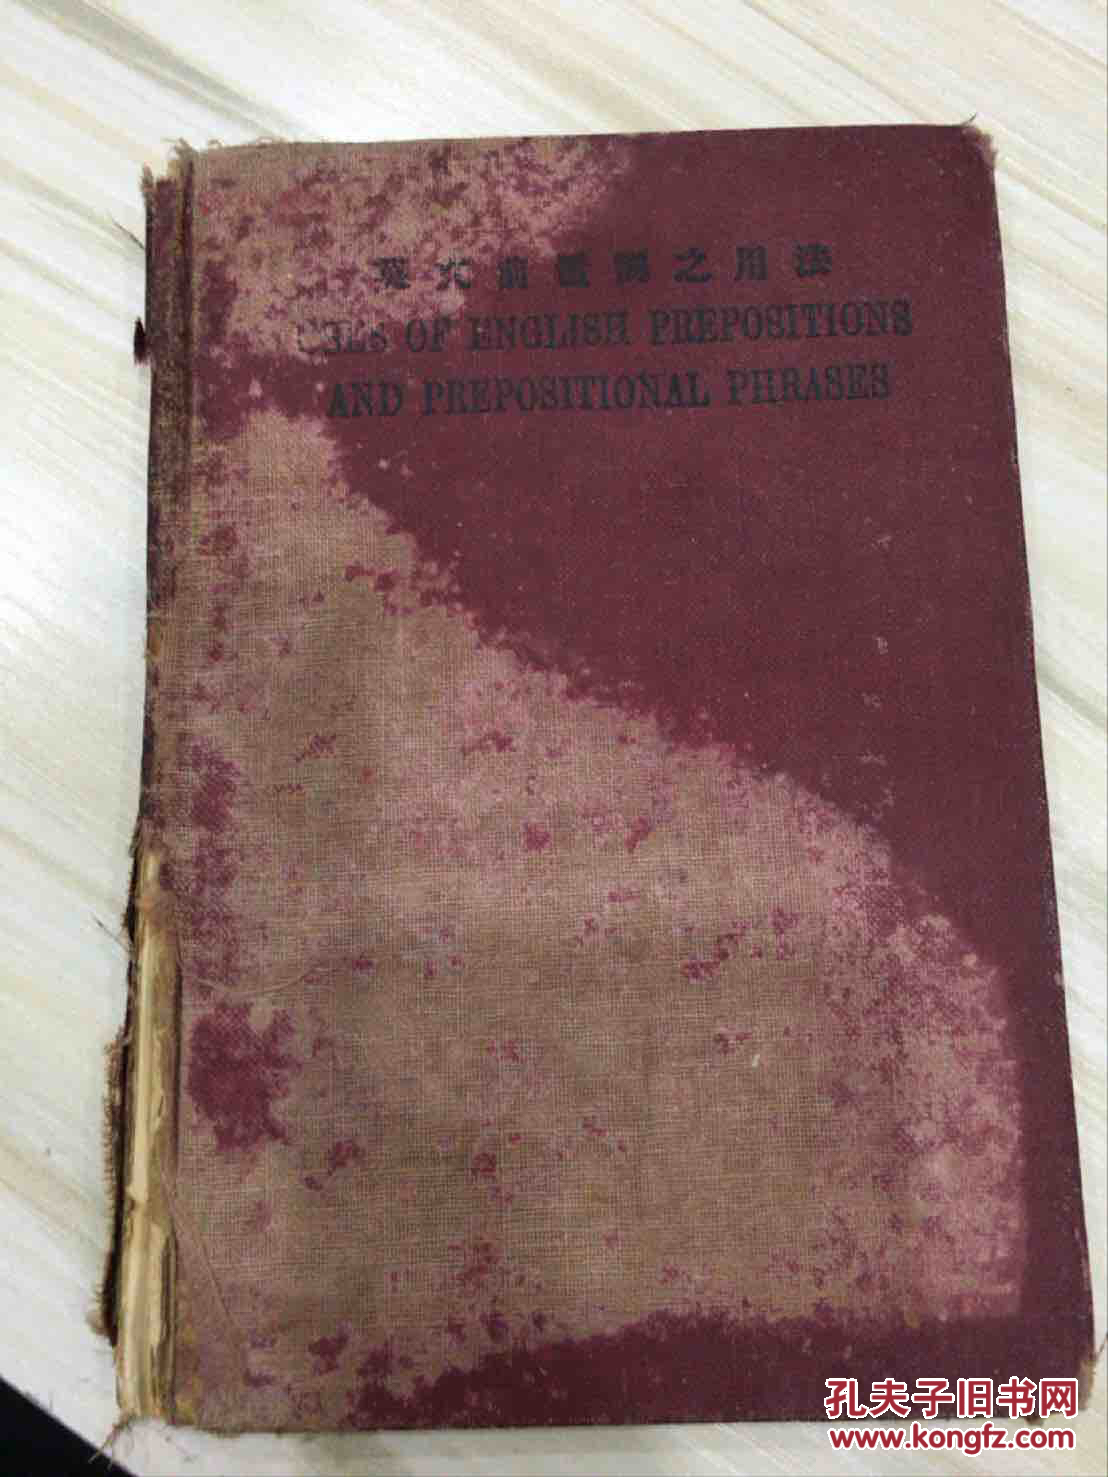 英文前置詞之用法
USES OF ENGLISH PREPOSITIONS
AND PREPOSITIONAL PHRASES
孔夫子旧书网
www.kongfz.com